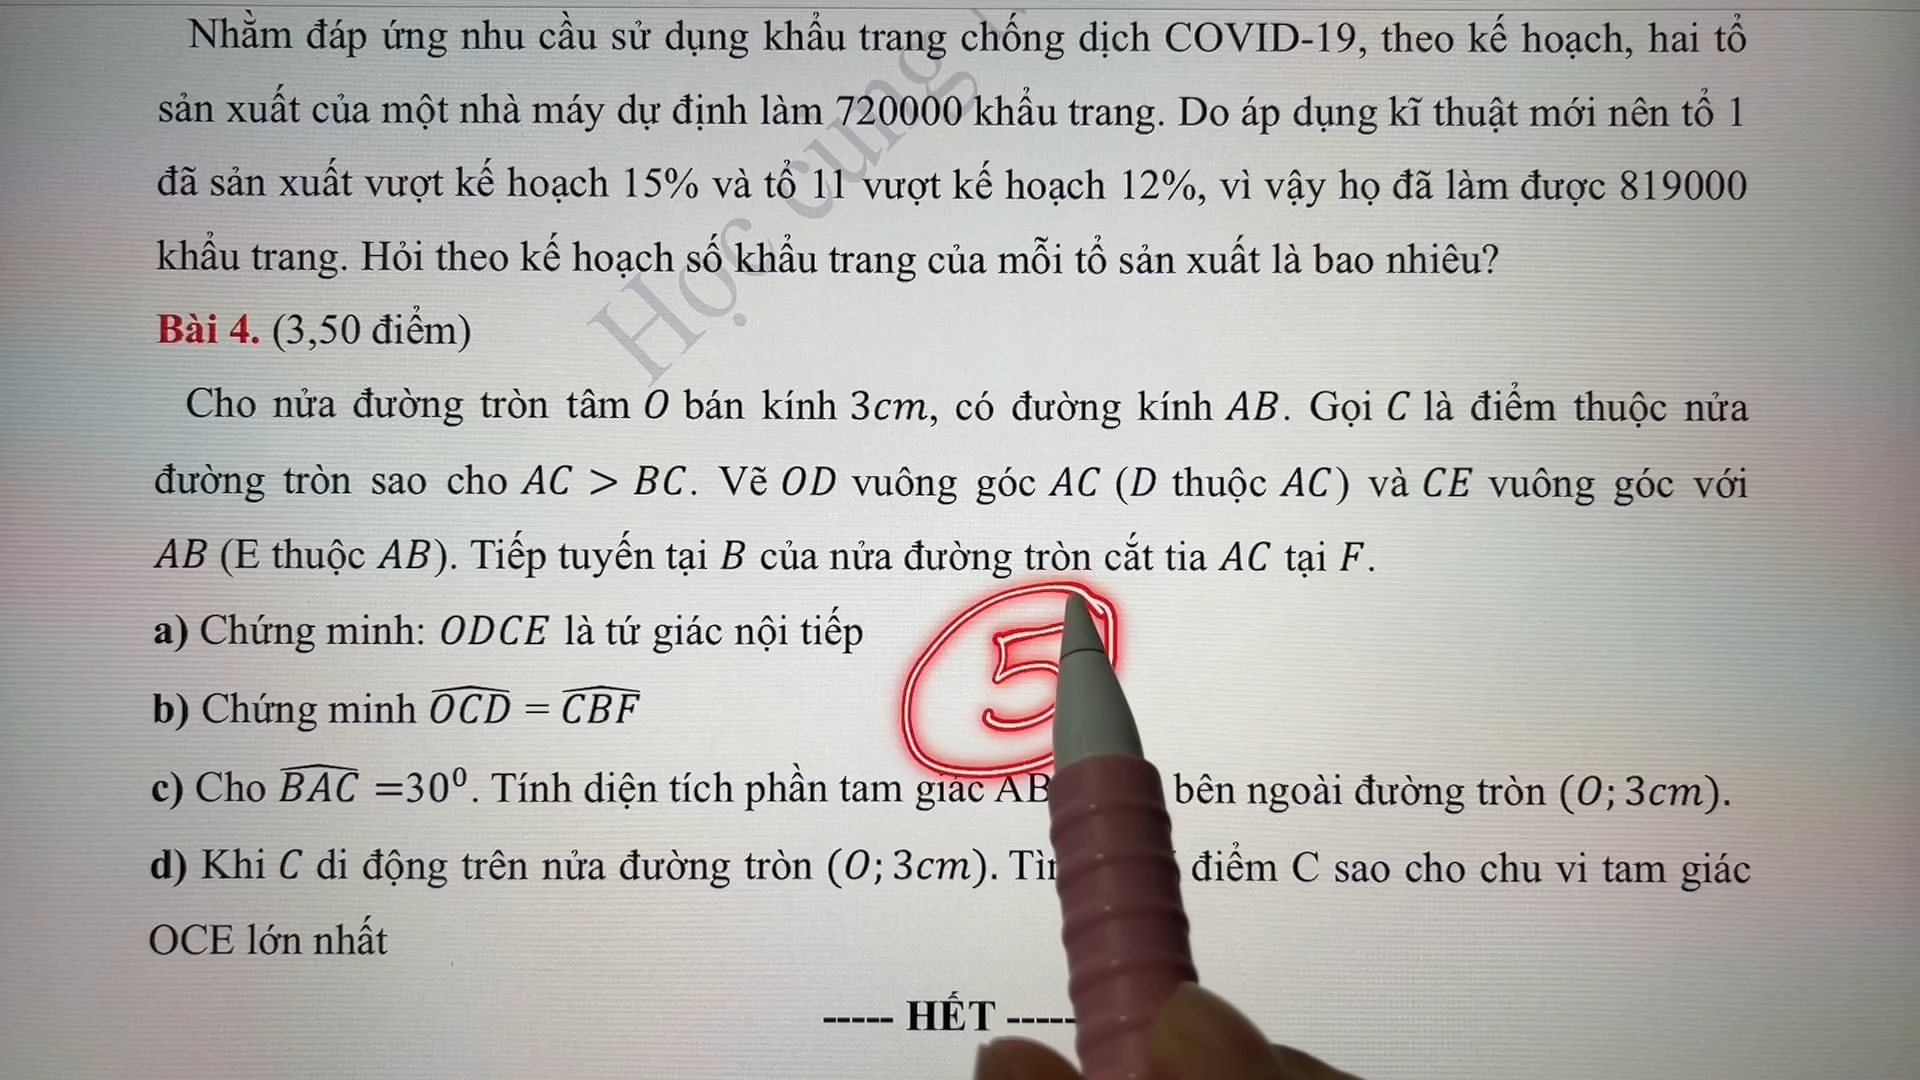 Nhằm đáp ứng nhu cầu sử dụng khẩu trang chống dịch COVID-19, theo kế hoạch, hai tổ
sản xuất của một nhà máy dự định làm 720000 khẩu trang. Do áp dụng kĩ thuật mới nên tổ 1
đã sản xuất vượt kế hoạch 15% và tổ 11 vượt kế hoạch 12%, vì vậy họ đã làm được 819000
khẩu trang. Hỏi theo kế hoạch số khẩu trang của mỗi tổ sản xuất là bao nhiêu?
Học cùng
Bài 4. (3,50 điểm)
Cho nửa đường tròn tâm O bán kính 3cm, có đường kính AB. Gọi C là điểm thuộc nửa
đường tròn sao cho AC > BC. Vẽ OD vuông góc AC (D thuộc AC) và CE vuông góc với
AB (E thuộc AB). Tiếp tuyến tại B của nửa đường tròn cắt tia AC tại F.
a) Chứng minh: ODCE là tứ giác nội tiếp
5
b) Chứng minh \widehat{OCD} = \widehat{CBF}
c) Cho \widehat{BAC} =30⁰. Tính diện tích phần tam giác bên ngoài đường tròn (O; 3cm).
d) Khi C di động trên nửa đường tròn (O; 3cm). điểm C sao cho chu vi tam giác
OCE lớn nhất
----- HẾT -----